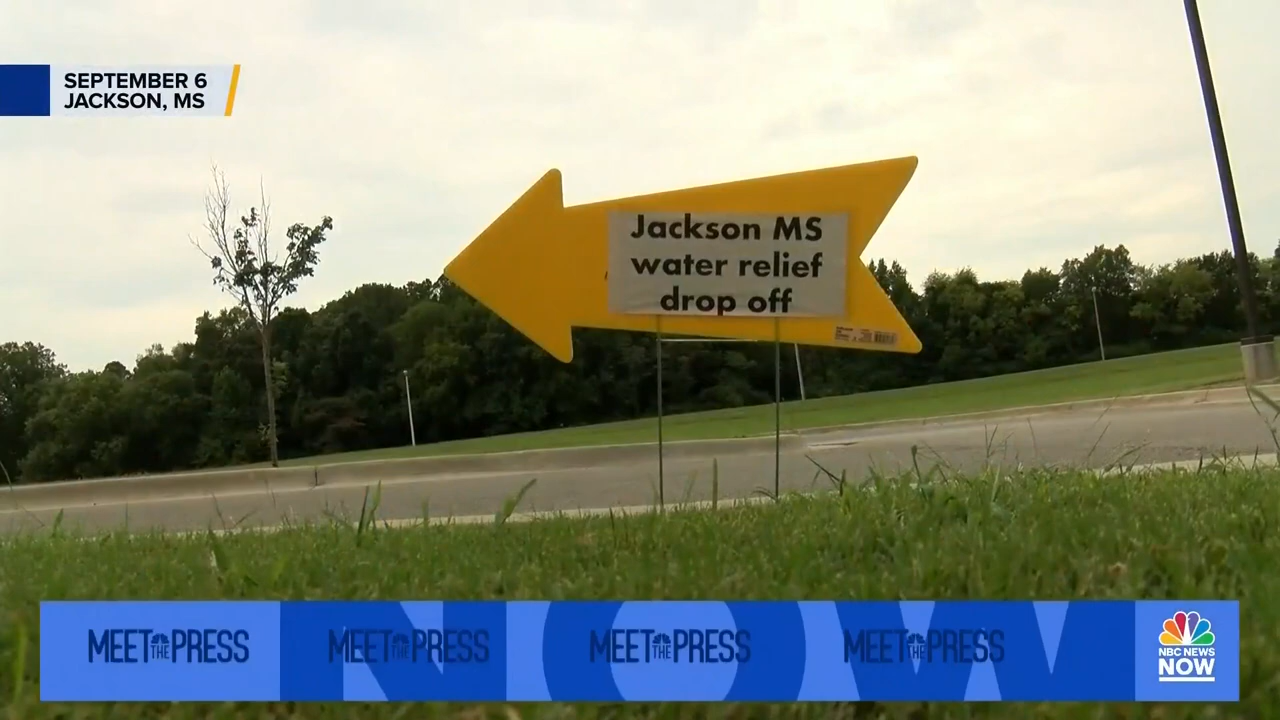 SEPTEMBER 6
JACKSON, MS
Jackson MS
water relief
drop off
MEET THE PRESS
MEET THE PRESS
MEET THE PRESS
MEET THE PRESS
NOW
NBC NEWS
NOW